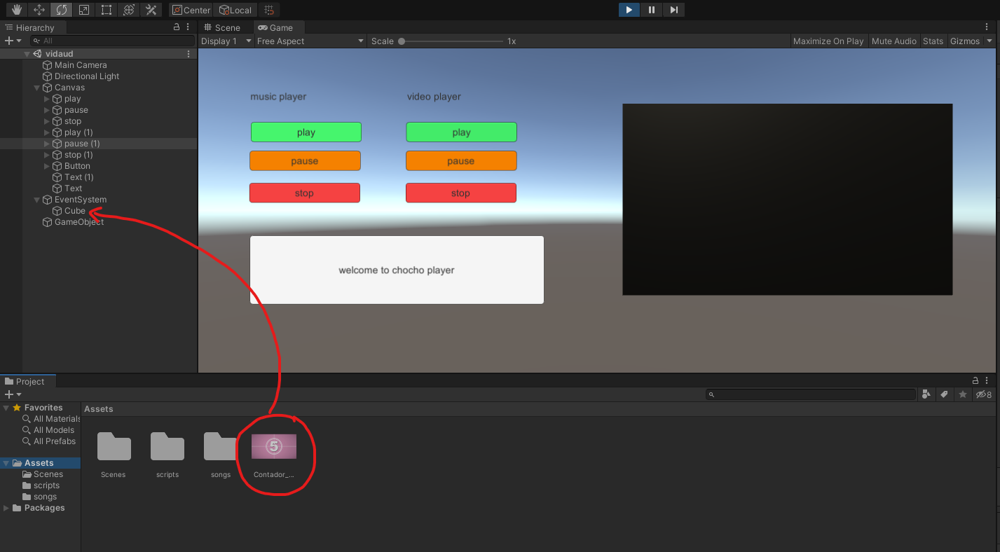 Center Local
Hierarchy
All
vidaud
Main Camera
Directional Light
Canvas
play
pause
stop
play (1)
pause (1)
stop (1)
Button
Text (1)
Text
EventSystem
Cube
GameObject
Scene Game
Display 1 Free Aspect Scale 1x Maximize On Play Mute Audio Stats Gizmos
music player video player
play play
pause pause
stop stop
welcome to chocho player
Project
8
Favorites
All Materials
All Models
All Prefabs
Assets
Scenes
scripts
songs
Packages
Assets
5
Scenes scripts songs Contador_...